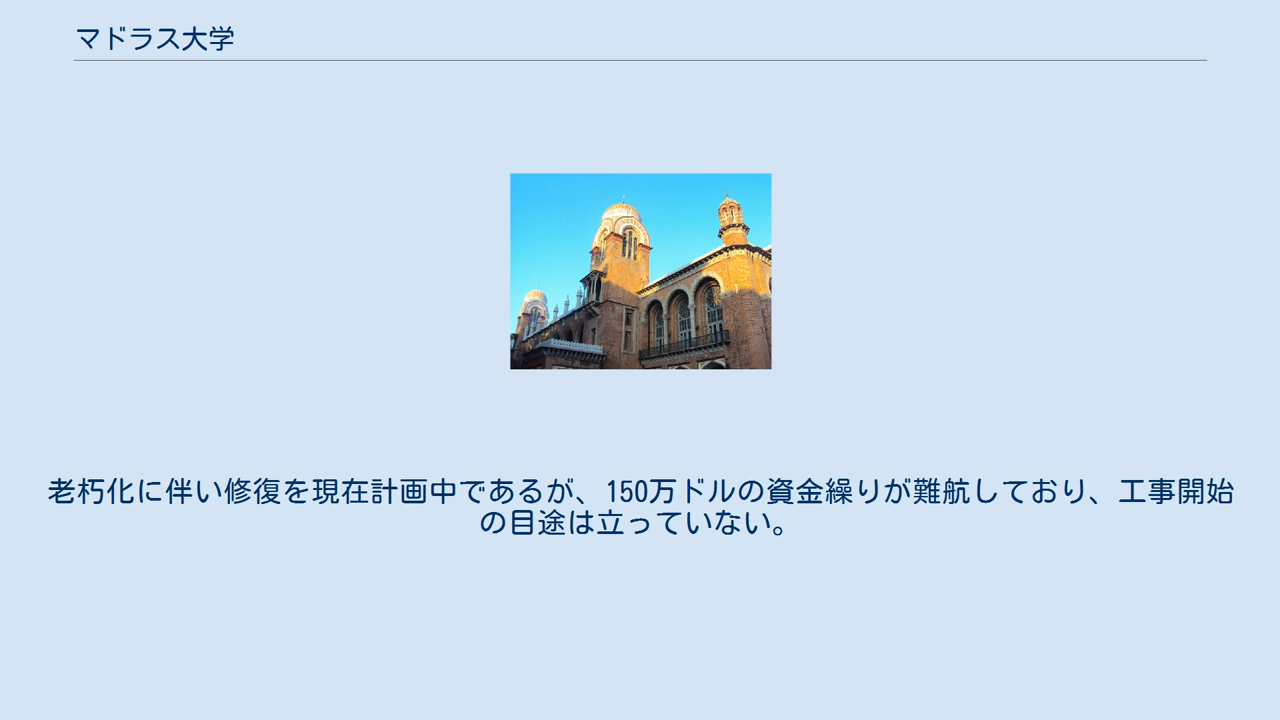 マドラス大学
老朽化に伴い修復を現在計画中であるが、150万ドルの資金繰りが難航しており、工事開始
の目途は立っていない。